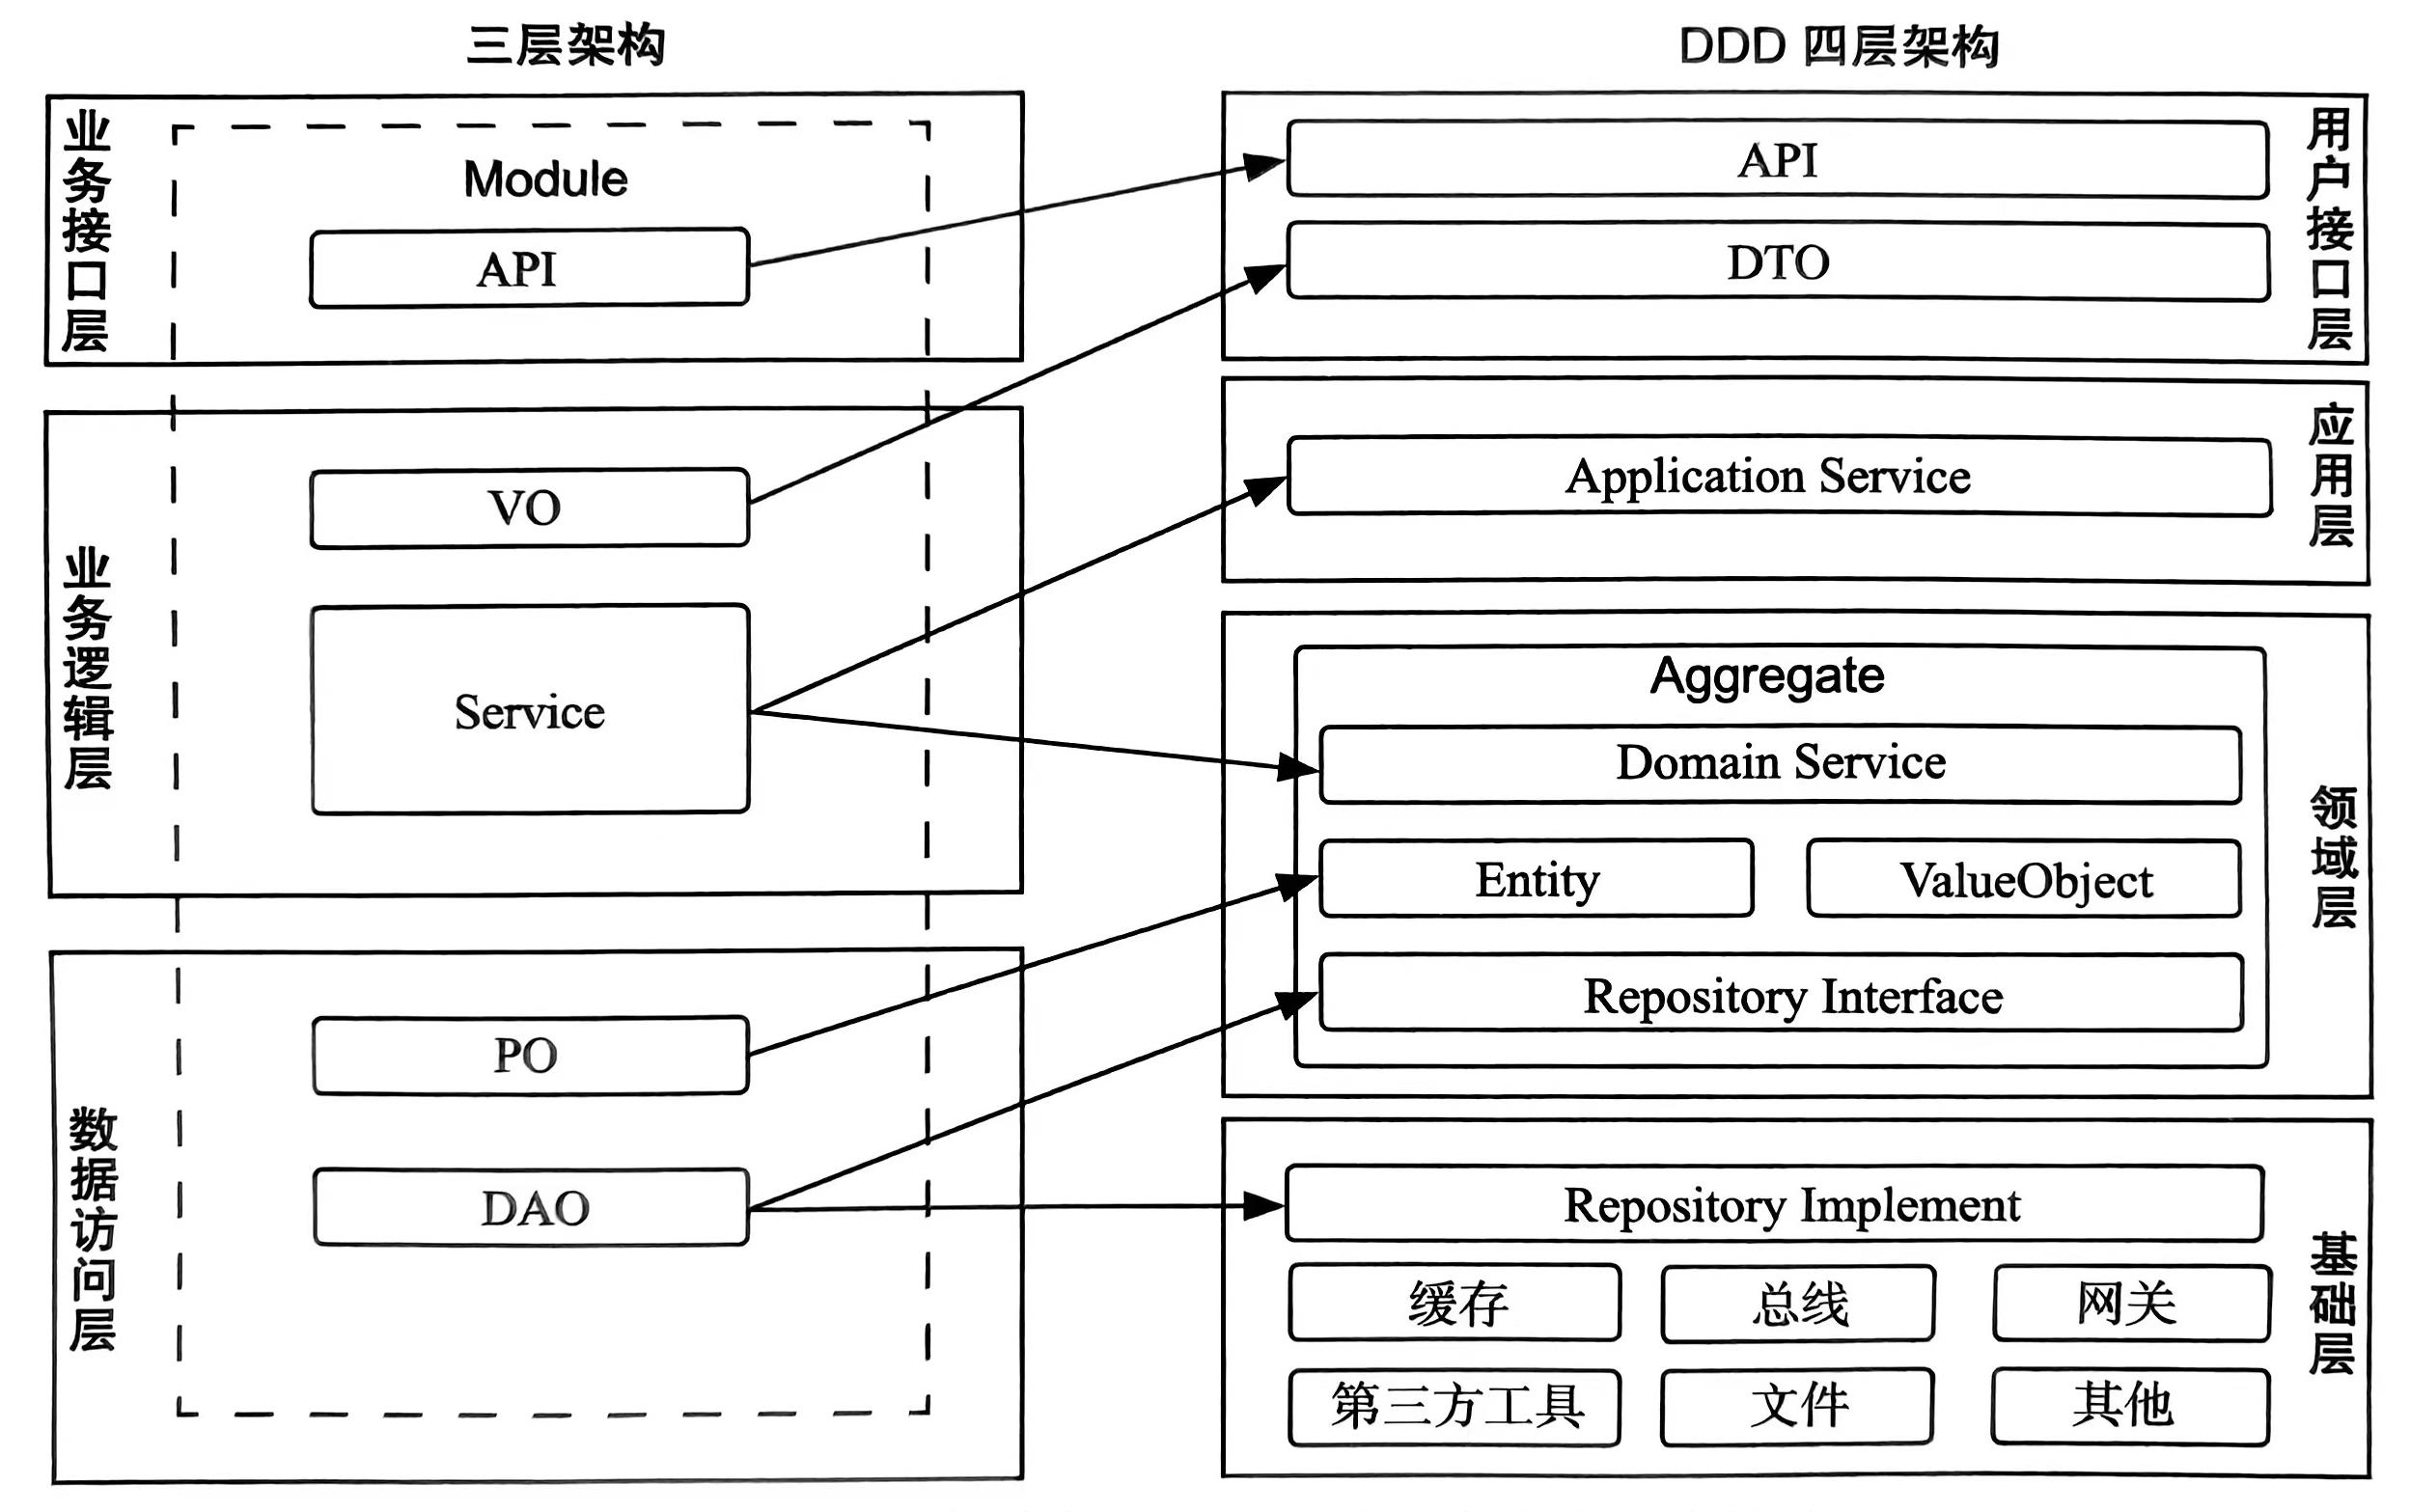 三层架构
业务接口层
Module
API
业务逻辑层
VO
Service
数据访问层
PO
DAO
DDD 四层架构
API
DTO
用户接口层
Application Service
应用层
Aggregate
Domain Service
Entity
ValueObject
Repository Interface
领域层
Repository Implement
缓存
总线
网关
第三方工具
文件
其他
基础层